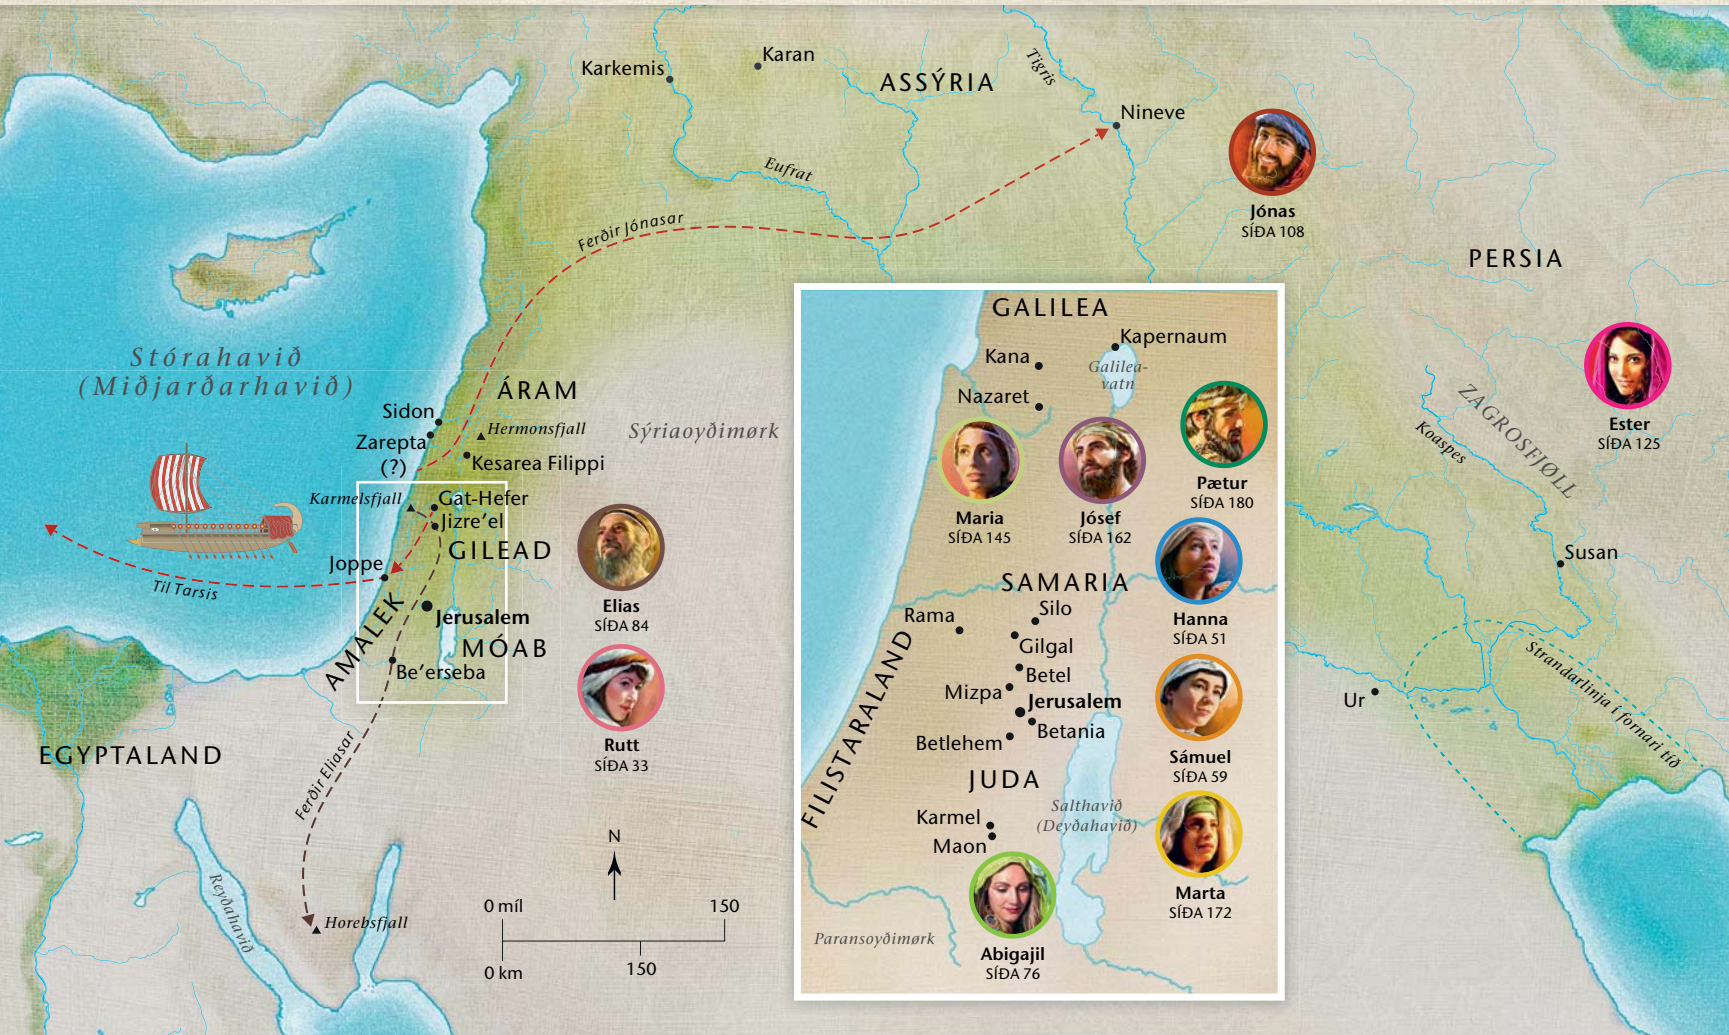 Karkemis
Karan
ASSÝRIA
Tigris
Nineve
Eufrat
Ferðir Jónasar
Jónas
SÍÐA 108
PERSIA
Stórahavið
(Miðjarðarhavið)
ÁRAM
Sidon
Hermonsfjall
Zarepta
(?)
Kesarea Filippi
Sýriaoyðimørk
Karmelsfjall
Gat-Hefer
Jizre’el
GILEAD
Joppe
Til Tarsis
Jerusalem
AMALEK
MÓAB
Be’erseba
Elias
SÍÐA 84
Rutt
SÍÐA 33
EGYPTALAND
Ferðir Eliasar
Reyðahavið
Horebsfjall
N
0 míl
150
0 km
150
GALILEA
Kapernaum
Kana
Galilea-
vatn
Nazaret
Maria
SÍÐA 145
Jósef
SÍÐA 162
Pætur
SÍÐA 180
SAMARIA
Rama
Silo
Gilgal
Betel
Mizpa
Jerusalem
Betania
Betlehem
FILISTARALAND
JUDA
Karmel
Maon
Salthavið
(Deyðahavið)
Paransoyðimørk
Hanna
SÍÐA 51
Sámuel
SÍÐA 59
Marta
SÍÐA 172
Abigajil
SÍÐA 76
Ester
SÍÐA 125
ZAGROSFJØLL
Koaspes
Susan
Ur
Strandarlinja í fornari tíð